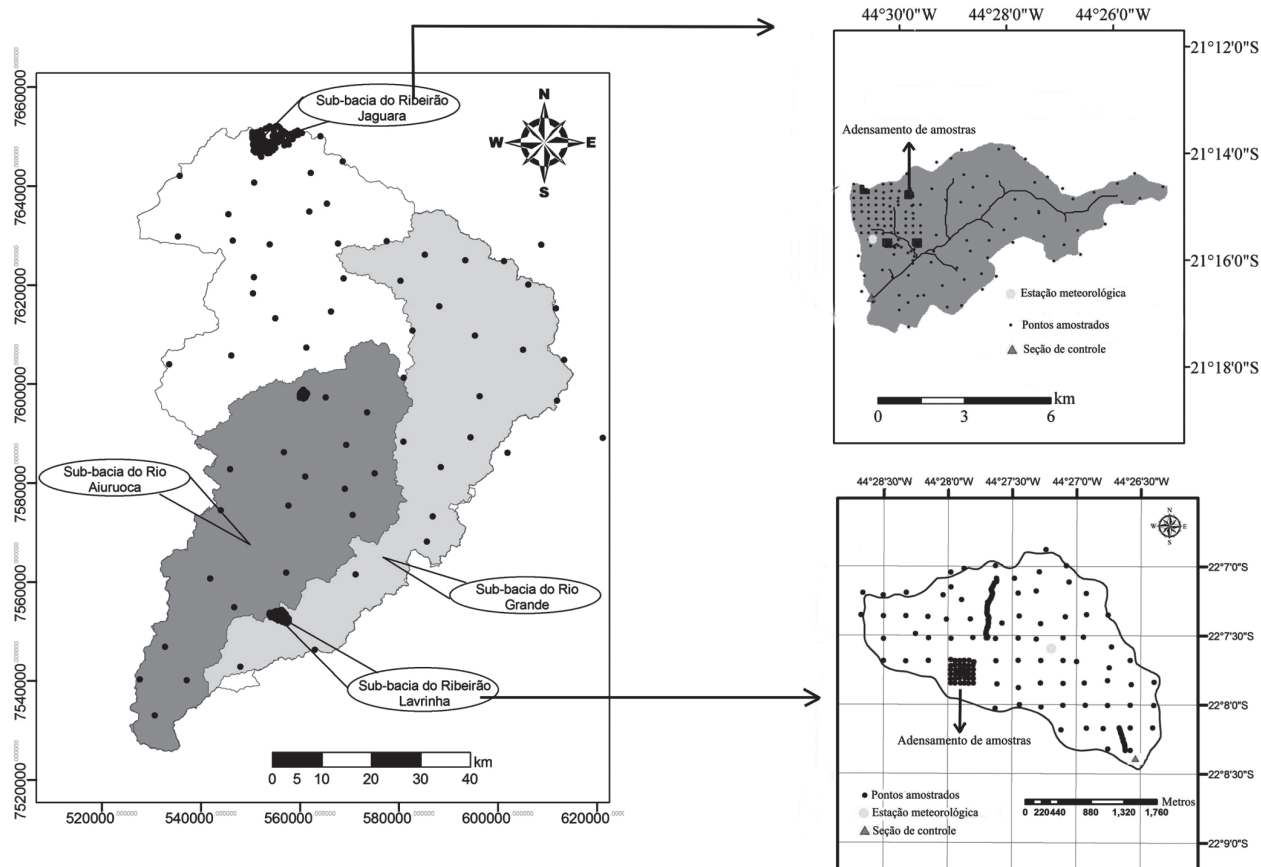 Sub-bacia do Ribeirão
Jaguara
N
W
E
S
7660000
7640000
7620000
7600000
7580000
7560000
7540000
7520000
Sub-bacia do Rio
Aiuruoca
Sub-bacia do Rio
Grande
Sub-bacia do Ribeirão
Lavrinha
km
0 5 10 20 30 40
520000 540000 560000 580000 600000 620000
44°30'0"W 44°28'0"W 44°26'0"W
21°12'0"S
21°14'0"S
21°16'0"S
21°18'0"S
Adensamento de amostras
Estação meteorológica
Pontos amostrados
Seção de controle
km
0 3 6
44°28'30"W 44°28'0"W 44°27'30"W 44°27'0"W 44°26'30"W
N
W
E
S
22°7'0"S
22°7'30"S
22°8'0"S
22°8'30"S
22°9'0"S
Adensamento de amostras
Pontos amostrados
Estação meteorológica
Seção de controle
Metros
0 220 440 880 1,320 1,760